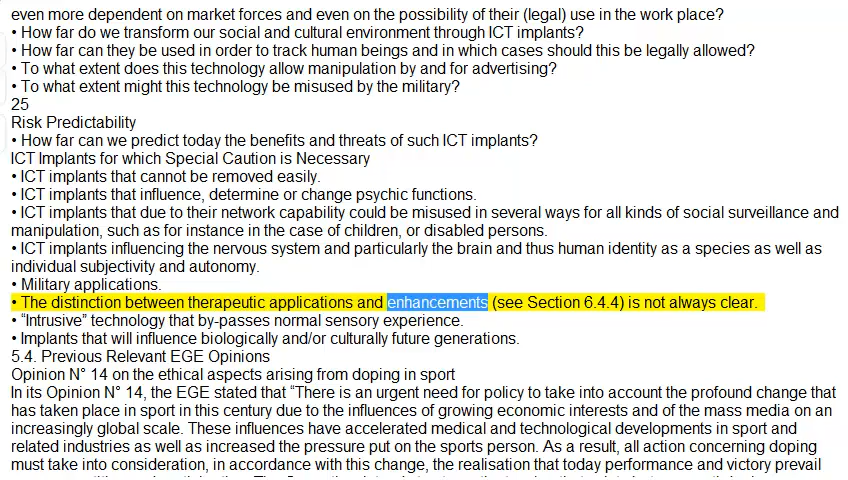 even more dependent on market forces and even on the possibility of their (legal) use in the work place?
• How far do we transform our social and cultural environment through ICT implants?
• How far can they be used in order to track human beings and in which cases should this be legally allowed?
• To what extent does this technology allow manipulation by and for advertising?
• To what extent might this technology be misused by the military?
25
Risk Predictability
• How far can we predict today the benefits and threats of such ICT implants?
ICT Implants for which Special Caution is Necessary
• ICT implants that cannot be removed easily.
• ICT implants that influence, determine or change psychic functions.
• ICT implants that due to their network capability could be misused in several ways for all kinds of social surveillance and
manipulation, such as for instance in the case of children, or disabled persons.
• ICT implants influencing the nervous system and particularly the brain and thus human identity as a species as well as
individual subjectivity and autonomy.
• Military applications.
• The distinction between therapeutic applications and enhancements (see Section 6.4.4) is not always clear.
• “Intrusive” technology that by-passes normal sensory experience.
• Implants that will influence biologically and/or culturally future generations.
5.4. Previous Relevant EGE Opinions
Opinion N° 14 on the ethical aspects arising from doping in sport
In its Opinion N° 14, the EGE stated that “There is an urgent need for policy to take into account the profound change that
has taken place in sport in this century due to the influences of growing economic interests and of the mass media on an
increasingly global scale. These influences have accelerated medical and technological developments in sport and
related industries as well as increased the pressure put on the sports person. As a result, all action concerning doping
must take into consideration, in accordance with this change, the realisation that today performance and victory prevail